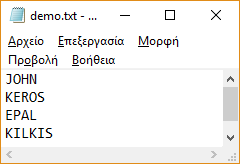 demo.txt - ...
Αρχείο Επεξεργασία Μορφή
Προβολή Βοήθεια
JOHN
KEROS
EPAL
KILKIS